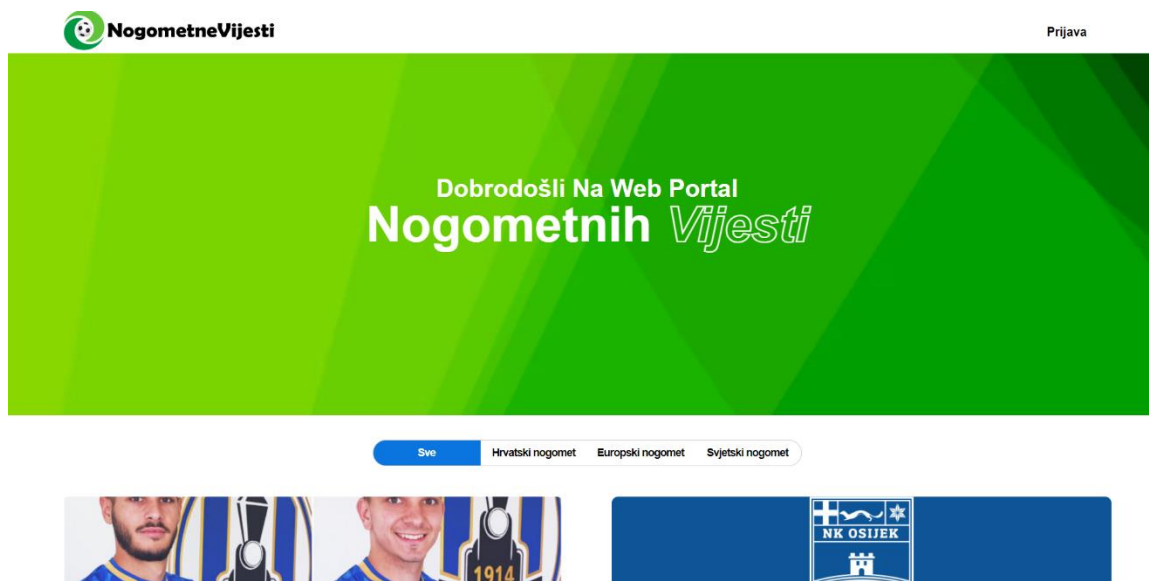 NogometneVijesti
Prijava
Dobrodošli Na Web Portal
Nogometnih Vijesti
Sve
Hrvatski nogomet
Europski nogomet
Svjetski nogomet
1914
NK OSIJEK